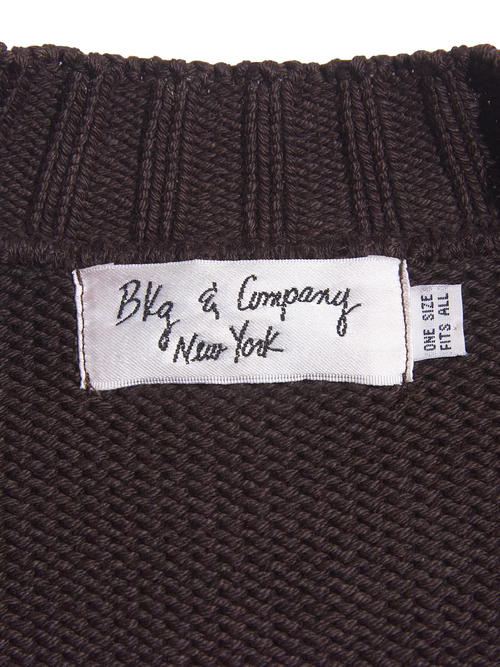 BKg & Company
New York
ONE SIZE
FITS ALL